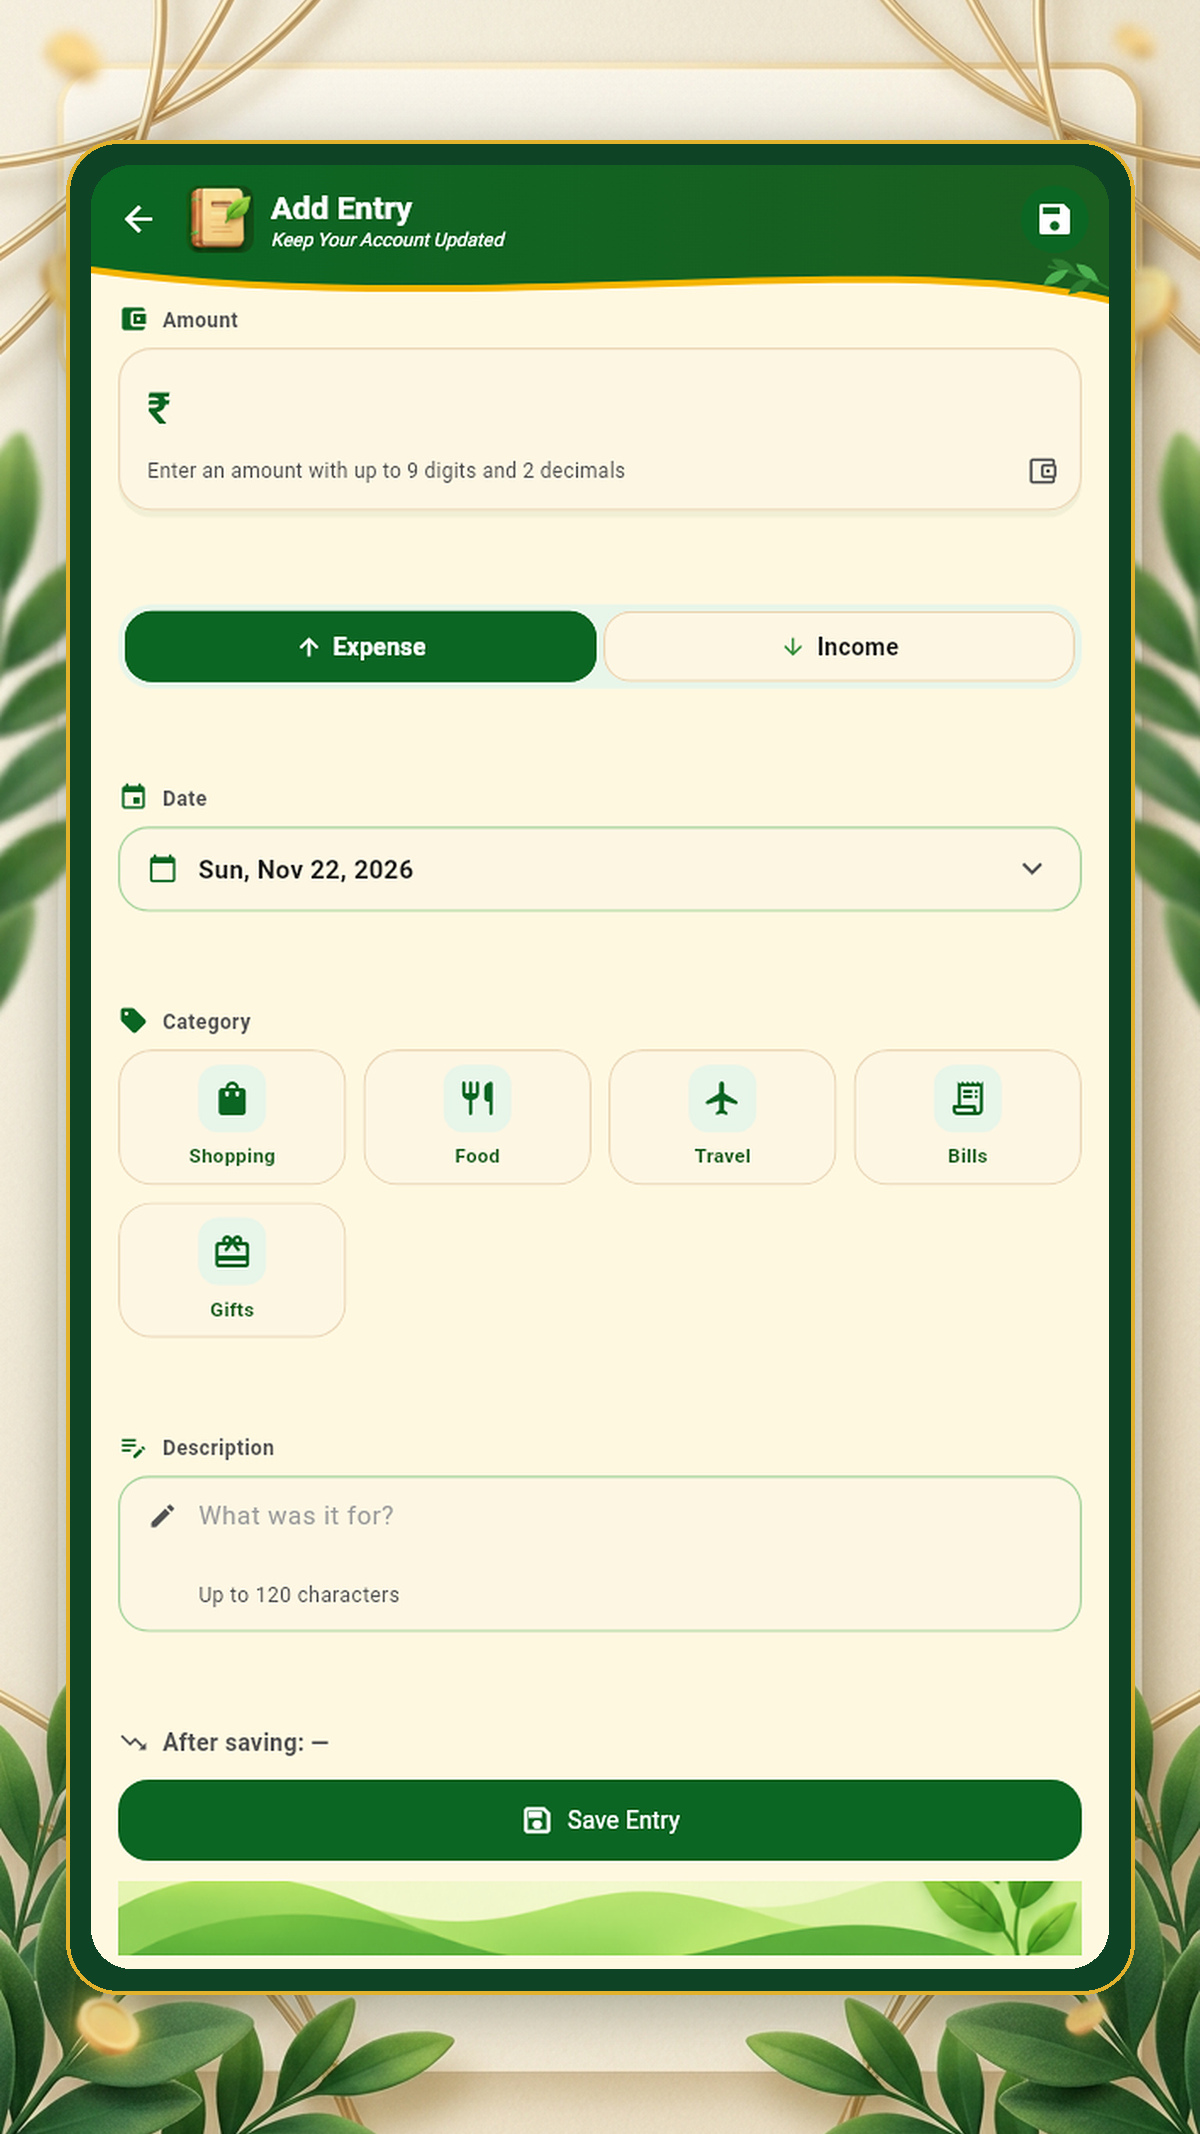 Add Entry
Keep Your Account Updated
Amount
₹
Enter an amount with up to 9 digits and 2 decimals
Expense
Income
Date
Sun, Nov 22, 2026
Category
Shopping
Food
Travel
Bills
Gifts
Description
What was it for?
Up to 120 characters
After saving: —
Save Entry